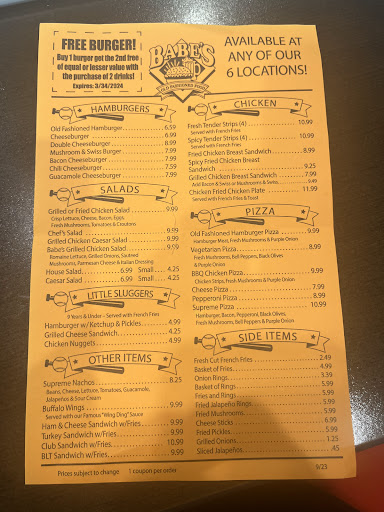 FREE BURGER!
Buy 1 burger get the 2nd free
of equal or lesser value with
the purchase of 2 drinks!
Expires: 3/34/2024
BABE'S
OLD FASHIONED FOOD
AVAILABLE AT
ANY OF OUR
6 LOCATIONS!
HAMBURGERS
Old Fashioned Hamburger 6.59
Cheeseburger 6.99
Double Cheeseburger 8.99
Mushroom & Swiss Burger 7.99
Bacon Cheeseburger 7.99
Chili Cheeseburger 7.59
Guacamole Cheeseburger 7.99
SALADS
Grilled or Fried Chicken Salad 9.99
Crisp Lettuce, Cheese, Bacon, Eggs,
Fresh Mushrooms, Tomatoes & Croutons
Chef's Salad 9.99
Grilled Chicken Caesar Salad 9.99
Babe's Grilled Chicken Salad 9.59
Romaine Lettuce, Grilled Onions, Sauteed
Mushrooms, Parmesan Cheese & Italian Dressing
House Salad 6.99 Small 4.25
Caesar Salad 6.99 Small 4.25
LITTLE SLUGGERS
9 Years & Under – Served with French Fries
Hamburger w/Ketchup & Pickles 4.99
Grilled Cheese Sandwich 4.25
Chicken Nuggets 4.99
OTHER ITEMS
Supreme Nachos 8.25
Beans, Cheese, Lettuce, Tomatoes, Guacamole,
Jalapeños & Sour Cream
Buffalo Wings 9.99
Served with our Famous "Wing Ding" Sauce
Ham & Cheese Sandwich w/Fries 9.99
Turkey Sandwich w/Fries 9.99
Club Sandwich w/Fries 10.99
BLT Sandwich w/Fries 9.99
CHICKEN
Fresh Tender Strips (4) 10.99
Served with French Fries
Spicy Tender Strips (4) 10.99
Served with French Fries
Fried Chicken Breast Sandwich 8.99
Spicy Fried Chicken Breast
Sandwich 9.25
Grilled Chicken Breast Sandwich 7.99
Add Bacon & Swiss or Mushrooms & Swiss
Chicken Fried Chicken Plate 11.99
Served with French Fries & Toast
PIZZA
Old Fashioned Hamburger Pizza 9.99
Hamburger Meat, Fresh Mushrooms & Purple Onion
Vegetarian Pizza 8.99
Fresh Mushrooms, Bell Peppers, Black Olives
& Purple Onion
BBQ Chicken Pizza 9.99
Chicken Strips, Fresh Mushrooms & Purple Onion
Cheese Pizza 7.99
Pepperoni Pizza 8.99
Supreme Pizza 10.99
Hamburger, Bacon, Pepperoni, Black Olives,
Fresh Mushrooms, Bell Peppers & Purple Onion
SIDE ITEMS
Fresh Cut French Fries 2.49
Basket of Fries 4.99
Onion Rings 3.39
Basket of Rings 5.99
Fries and Rings 5.99
Fried Jalapeño Rings 5.99
Fried Mushrooms 5.99
Cheese Sticks 6.99
Fried Pickles 5.99
Grilled Onions 1.25
Sliced Jalapeños .45
Prices subject to change 1 coupon per order
9/23